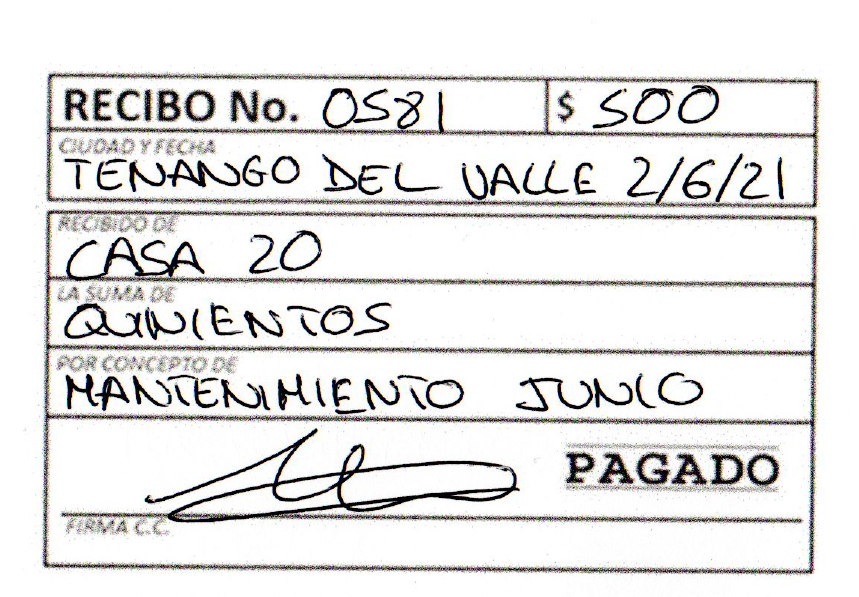 RECIBO No. 0581 $ 500
CIUDAD Y FECHA
TENANGO DEL VALLE 2/6/21
RECIBIDO DE
CASA 20
LA SUMA DE
QUINIENTOS
POR CONCEPTO DE
MANTENIMIENTO JUNIO
PAGADO
FIRMA C.C.